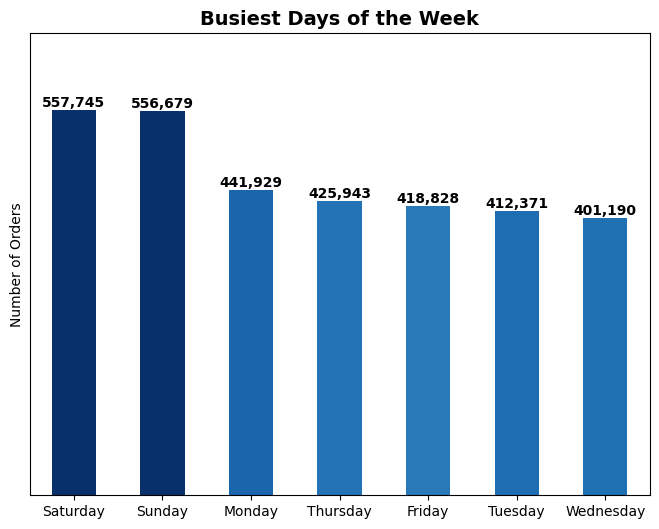 Busiest Days of the Week
Number of Orders
557,745
556,679
441,929
425,943
418,828
412,371
401,190
Saturday
Sunday
Monday
Thursday
Friday
Tuesday
Wednesday